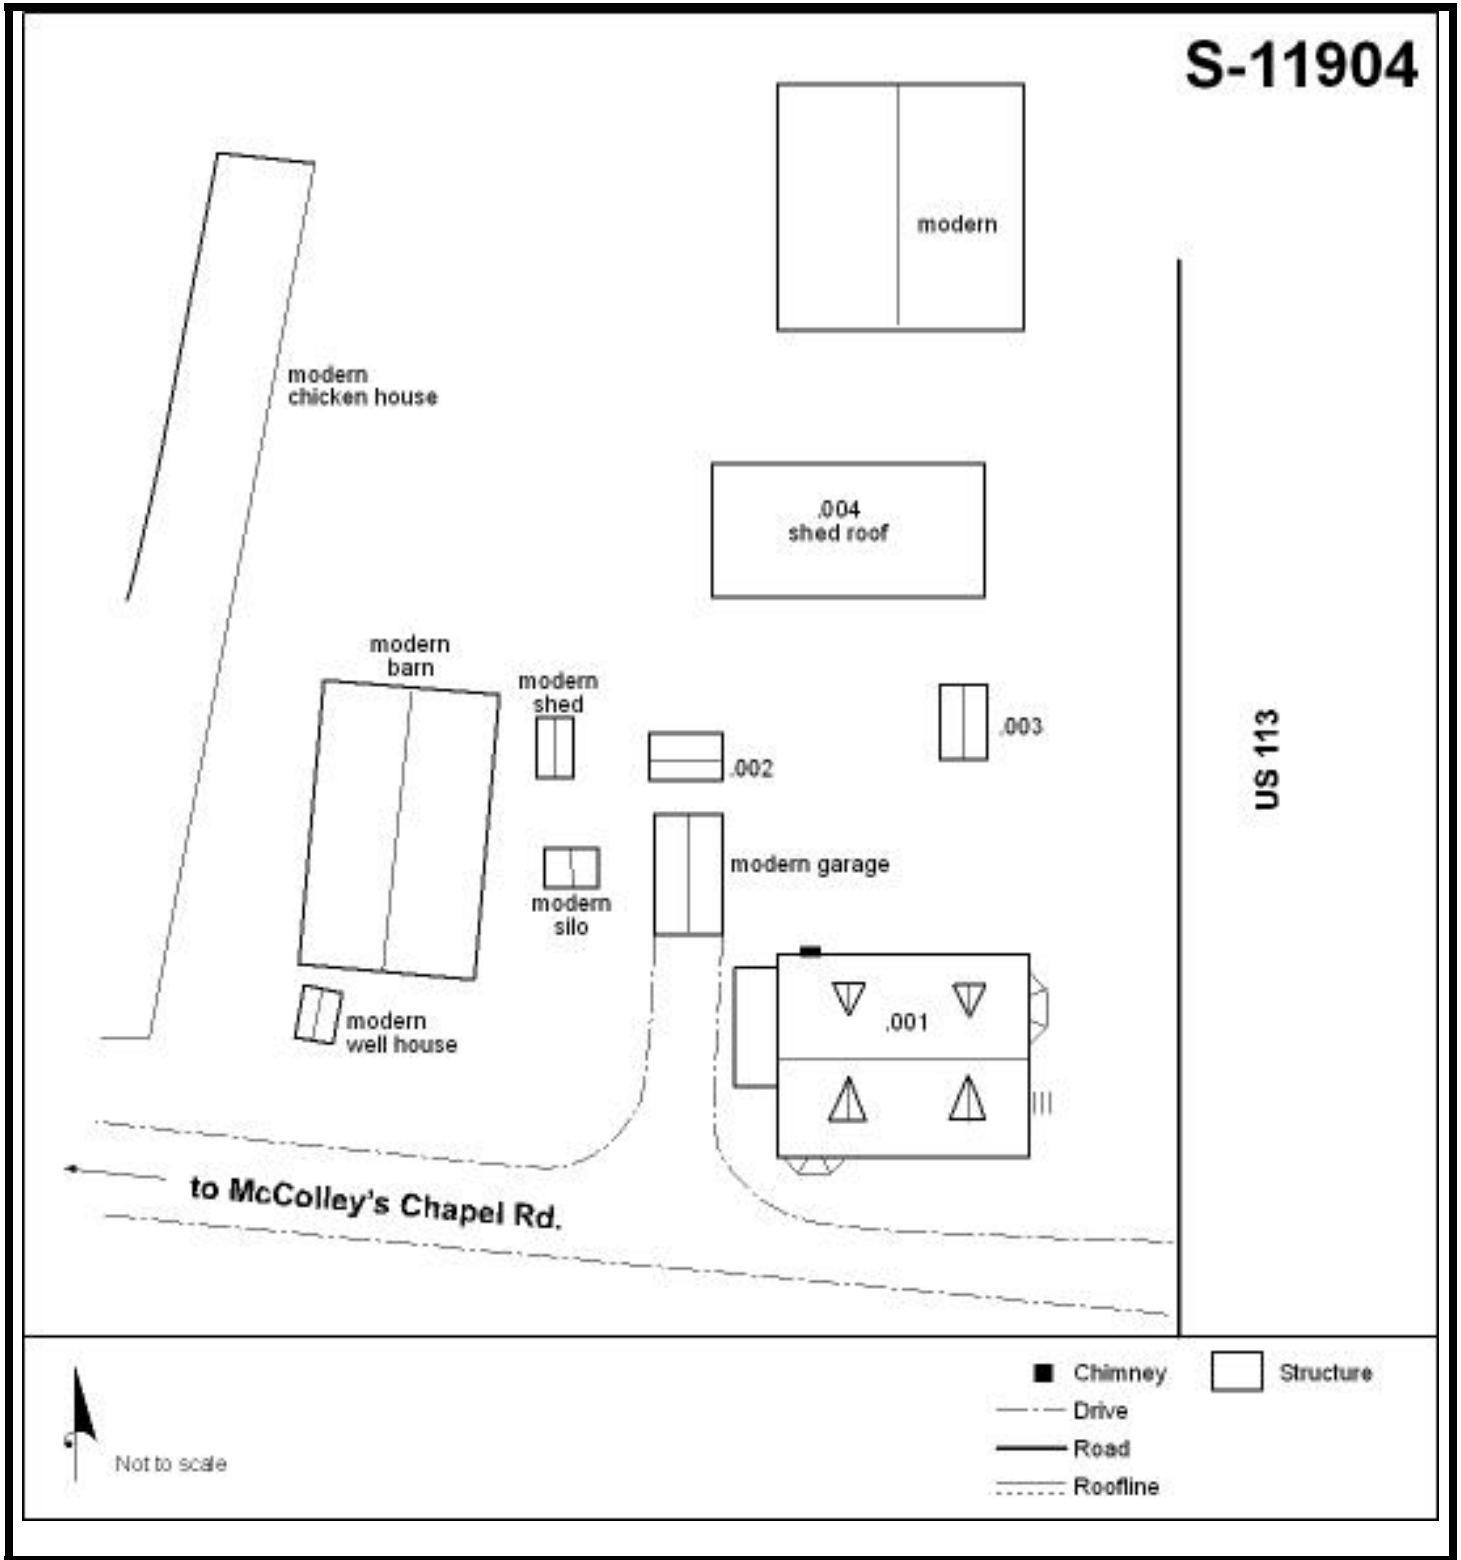 S-11904
modern
modern
chicken house
.004
shed roof
modern
barn
modern
shed
.003
.002
US 113
modern garage
modern
silo
.001
modern
well house
to McColley's Chapel Rd.
Chimney
Structure
Drive
Road
Roofline
Not to scale